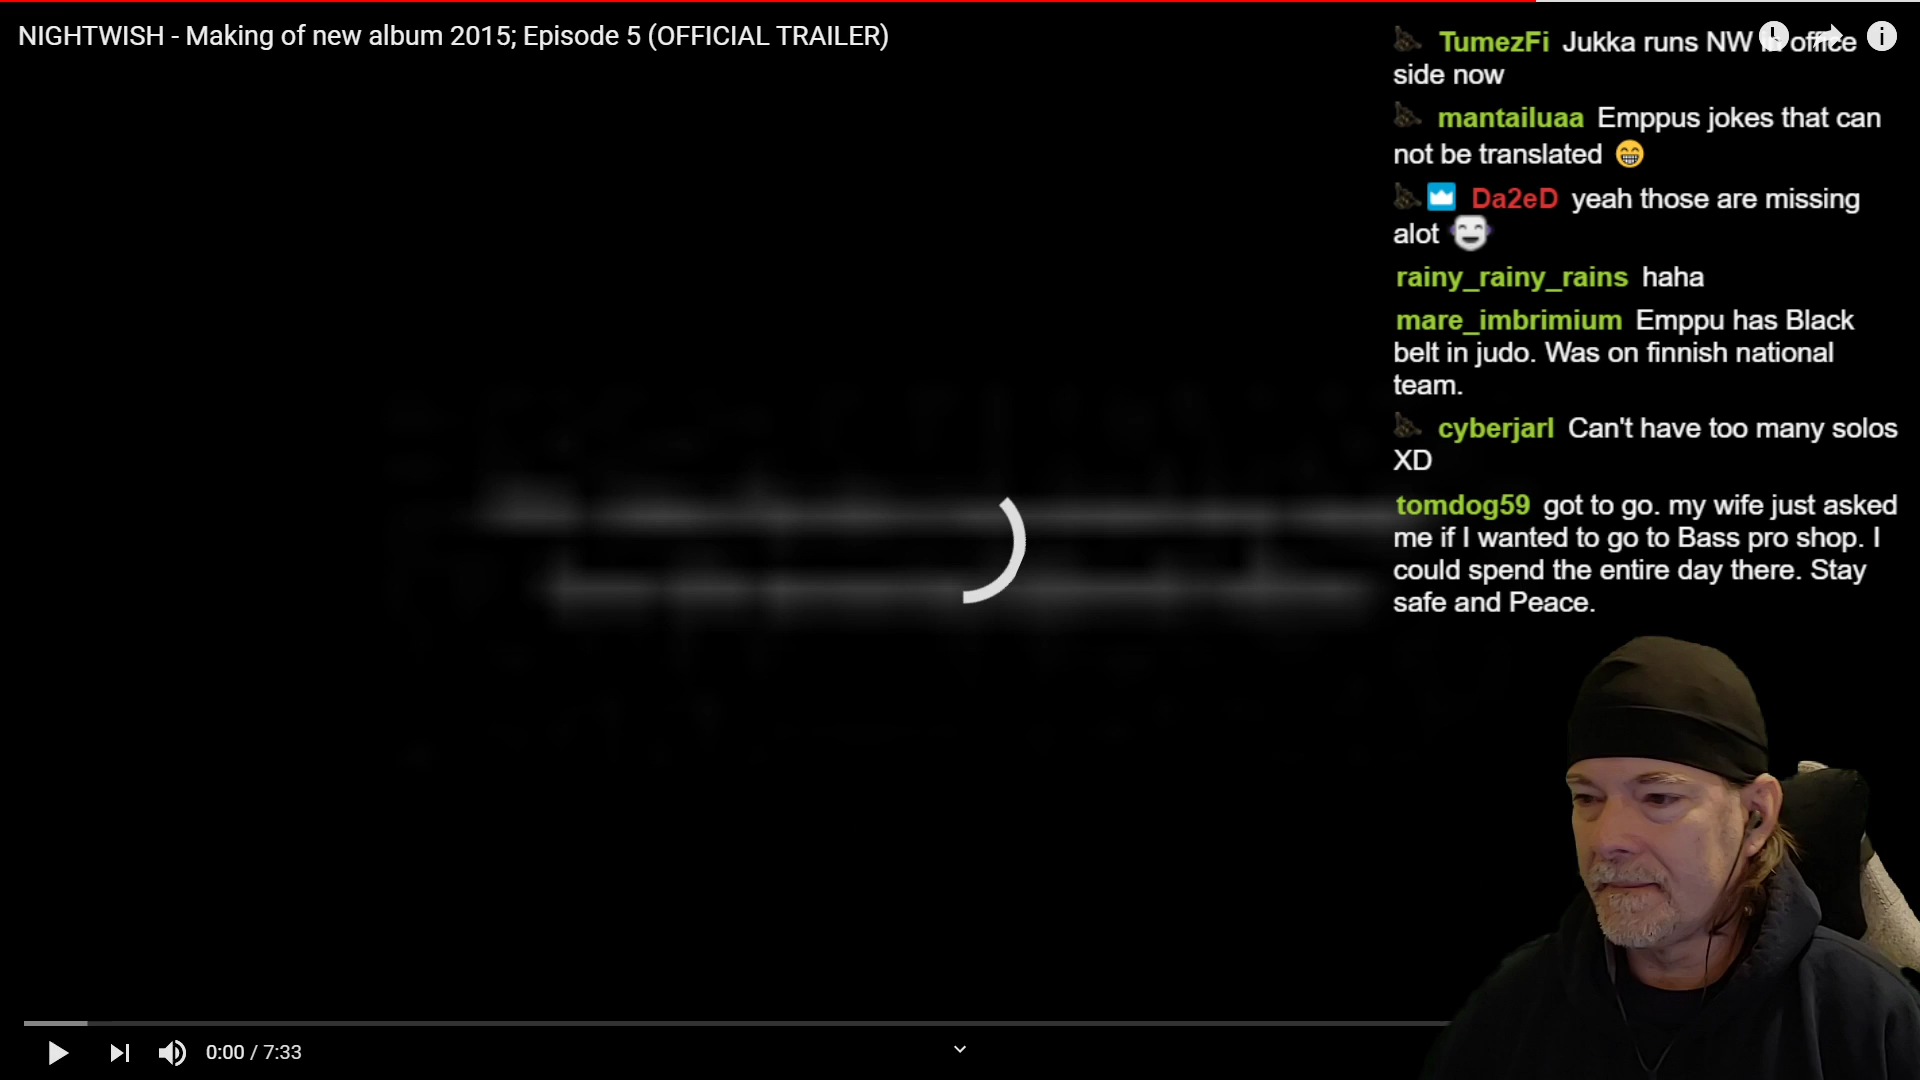 NIGHTWISH - Making of new album 2015; Episode 5 (OFFICIAL TRAILER)
TumezFi Jukka runs NW in office
side now
mantailuaa Emppus jokes that can
not be translated 😁
Da2eD yeah those are missing
alot
rainy_rainy_rains haha
mare_imbrimium Emppu has Black
belt in judo. Was on finnish national
team.
cyberjarl Can't have too many solos
XD
tomdog59 got to go. my wife just asked
me if I wanted to go to Bass pro shop. I
could spend the entire day there. Stay
safe and Peace.
0:00 / 7:33